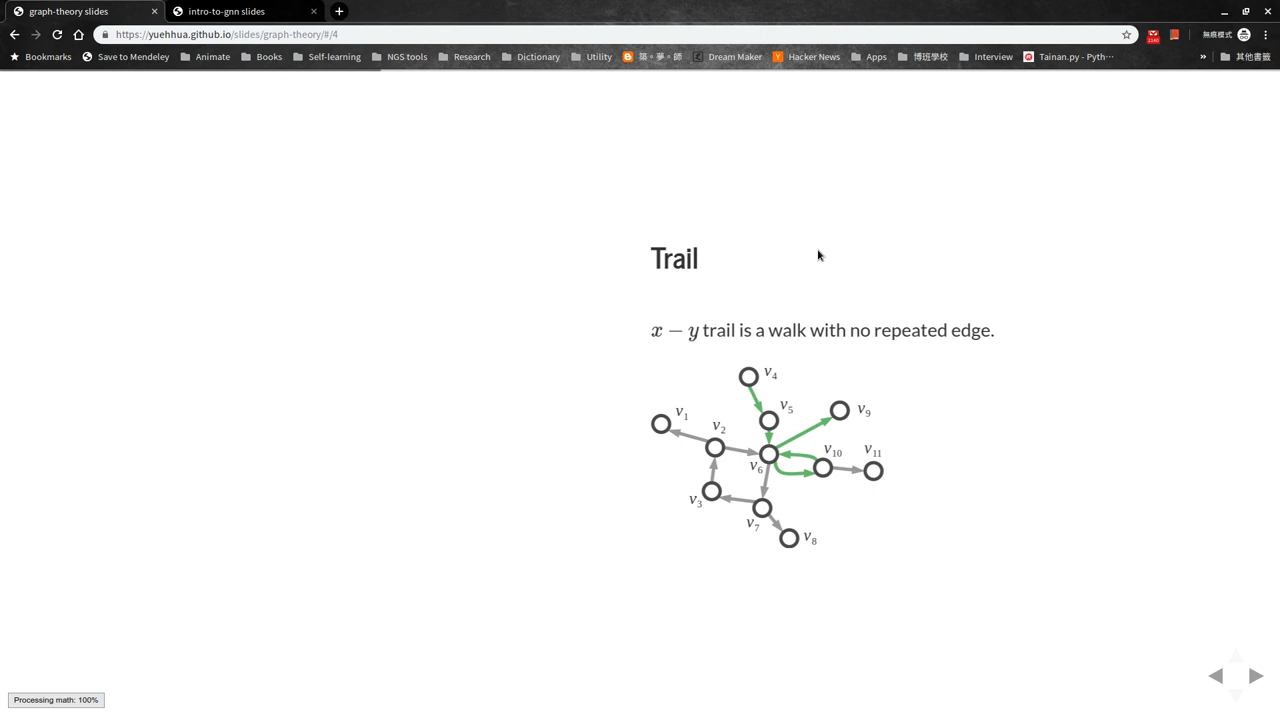 graph-theory slides
intro-to-gnn slides
https://yuehhua.github.io/slides/graph-theory/#/4
無痕模式
Bookmarks Save to Mendeley Animate Books Self-learning NGS tools Research Dictionary Utility 築。夢。師 Dream Maker Hacker News Apps 博班學校 Interview Tainan.py - Pyth… » 其他書籤
Trail
x − y trail is a walk with no repeated edge.
v4
v5
v9
v1
v2
v10
v11
v6
v3
v7
v8
Processing math: 100%